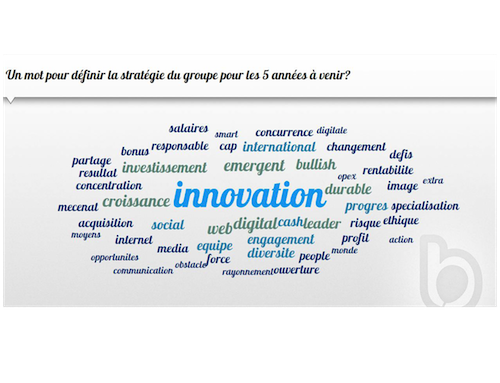 Un mot pour définir la stratégie du groupe pour les 5 années à venir?
salaires smart concurrence digitale
bonus responsable cap international changement
partage investissement emergent bullish defis
resultat opex rentabilite
concentration innovation durable image extra
mecenat croissance progres specialisation
acquisition social web digital cash leader risque ethique
moyens internet media equipe engagement profit action
opportunites obstacle force diversite people monde
communication rayonnement ouverture
b